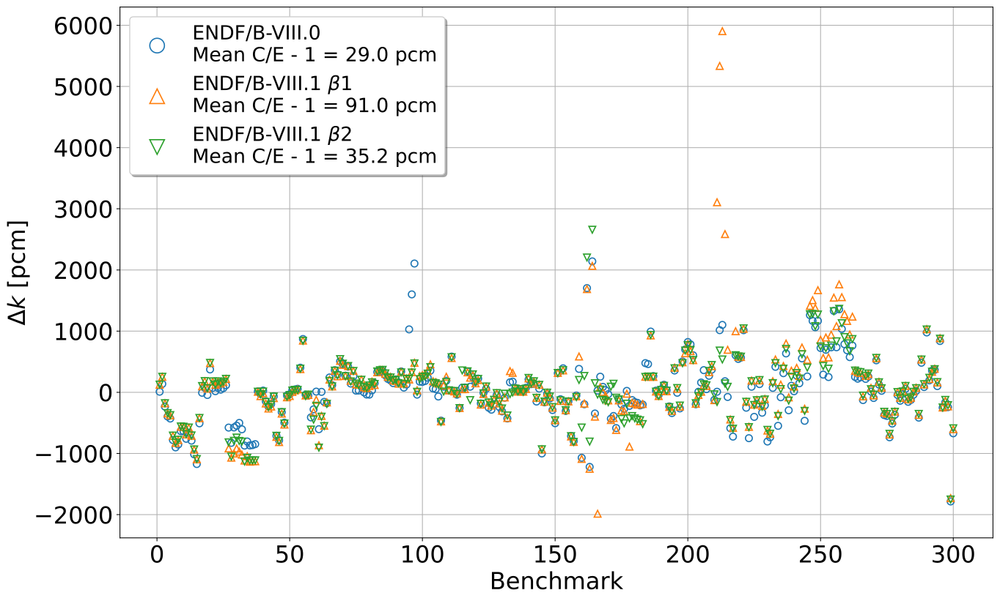 6000
5000
4000
3000
2000
1000
0
−1000
−2000
Δk [pcm]
ENDF/B-VIII.0
Mean C/E - 1 = 29.0 pcm
ENDF/B-VIII.1 β1
Mean C/E - 1 = 91.0 pcm
ENDF/B-VIII.1 β2
Mean C/E - 1 = 35.2 pcm
0 50 100 150 200 250 300
Benchmark